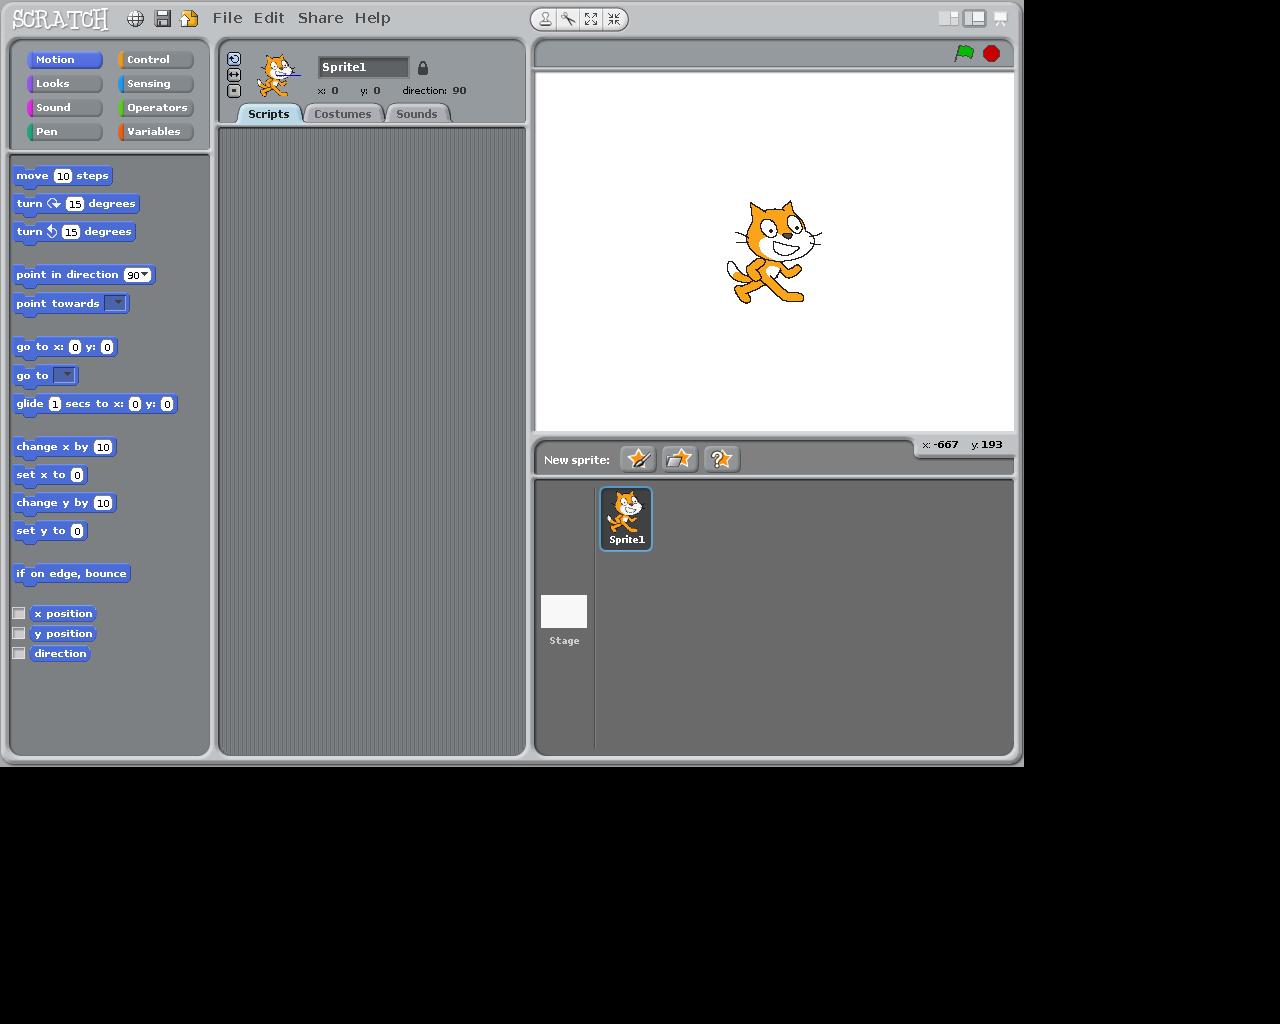 SCRATCH File Edit Share Help
Motion Control
Looks Sensing
Sound Operators
Pen Variables
Sprite1
x: 0 y: 0 direction: 90
Scripts Costumes Sounds
move 10 steps
turn 15 degrees
turn 15 degrees
point in direction 90
point towards
go to x: 0 y: 0
go to
glide 1 secs to x: 0 y: 0
change x by 10
set x to 0
change y by 10
set y to 0
if on edge, bounce
x position
y position
direction
x: -667 y: 193
New sprite:
Sprite1
Stage